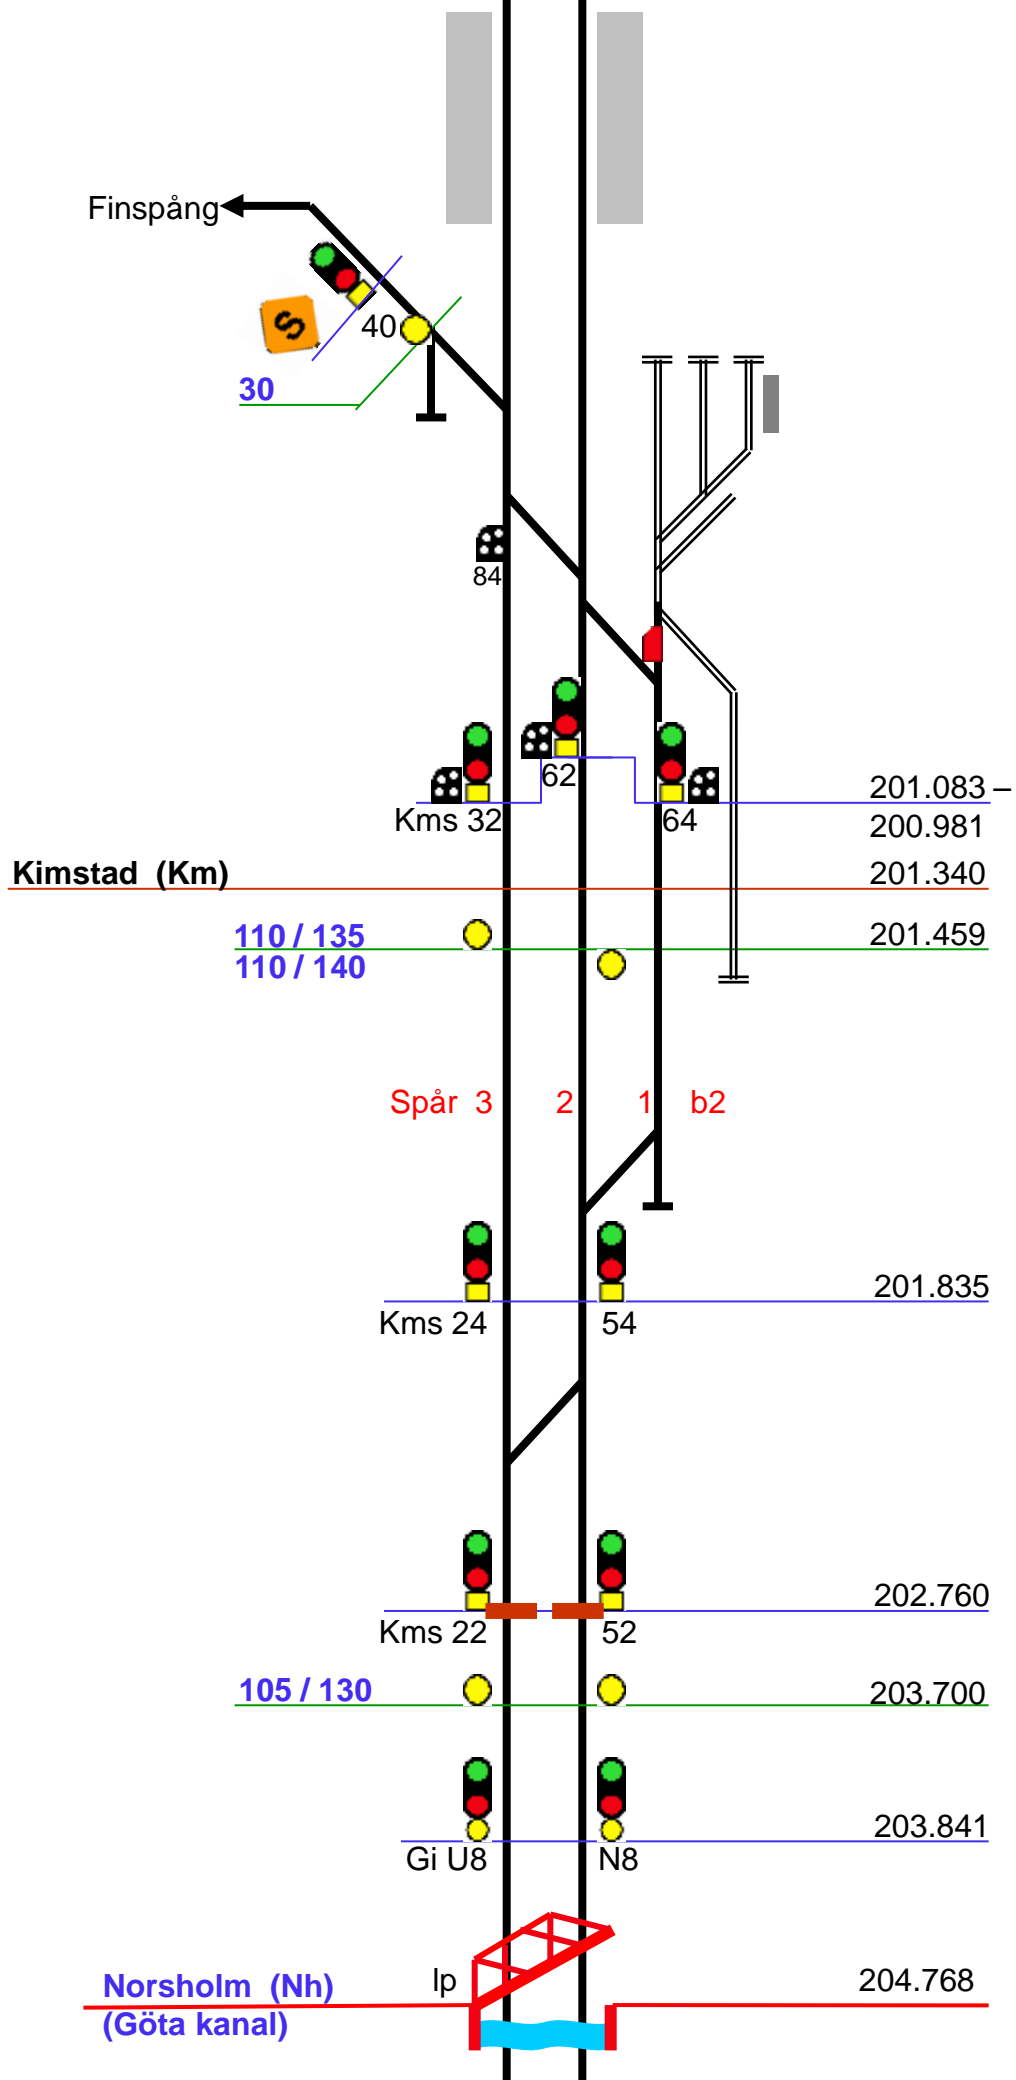 Finspång
S
40
30
84
62
Kms 32
64
201.083 –
200.981
Kimstad (Km)
201.340
110 / 135
201.459
110 / 140
Spår 3 2 1 b2
201.835
Kms 24
54
202.760
Kms 22
52
105 / 130
203.700
203.841
Gi U8
N8
Norsholm (Nh)
lp
204.768
(Göta kanal)